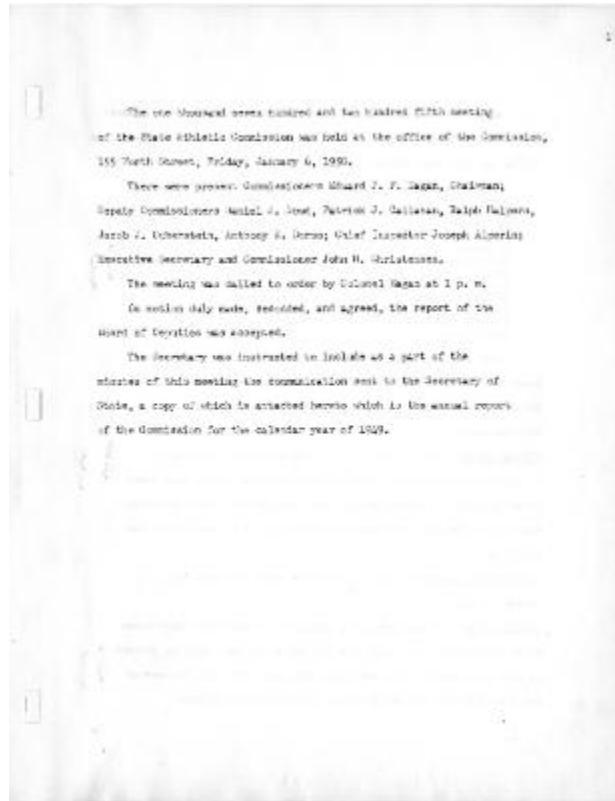 1
The one thousand seven hundred and two hundred fifth meeting
of the State Athletic Commission was held at the office of the Commission,
155 Worth Street, Friday, January 6, 1950.
There were present Commissioners Edward P. F. Eagan, Chairman;
Deputy Commissioners Daniel J. Dowd, Patrick J. Callahan, Ralph Halpern,
Jacob J. Anthony Chief Inspector Joseph
Executive Secretary and Commissioner John M. Christensen.
The meeting was called to order by Colonel Eagan at 1 p. m.
On motion duly made, seconded, and agreed, the report of the
Board of Deputies was accepted.
The Secretary was instructed to include as a part of the
minutes of this meeting the communication sent to the Secretary of
State, a copy of which is attached hereto which is the annual report
of the Commission for the calendar year of 1949.